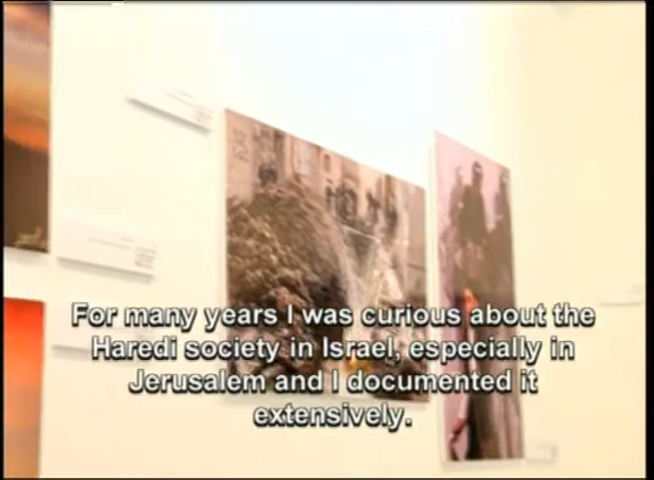 For many years I was curious about the
Haredi society in Israel, especially in
Jerusalem and I documented it
extensively.